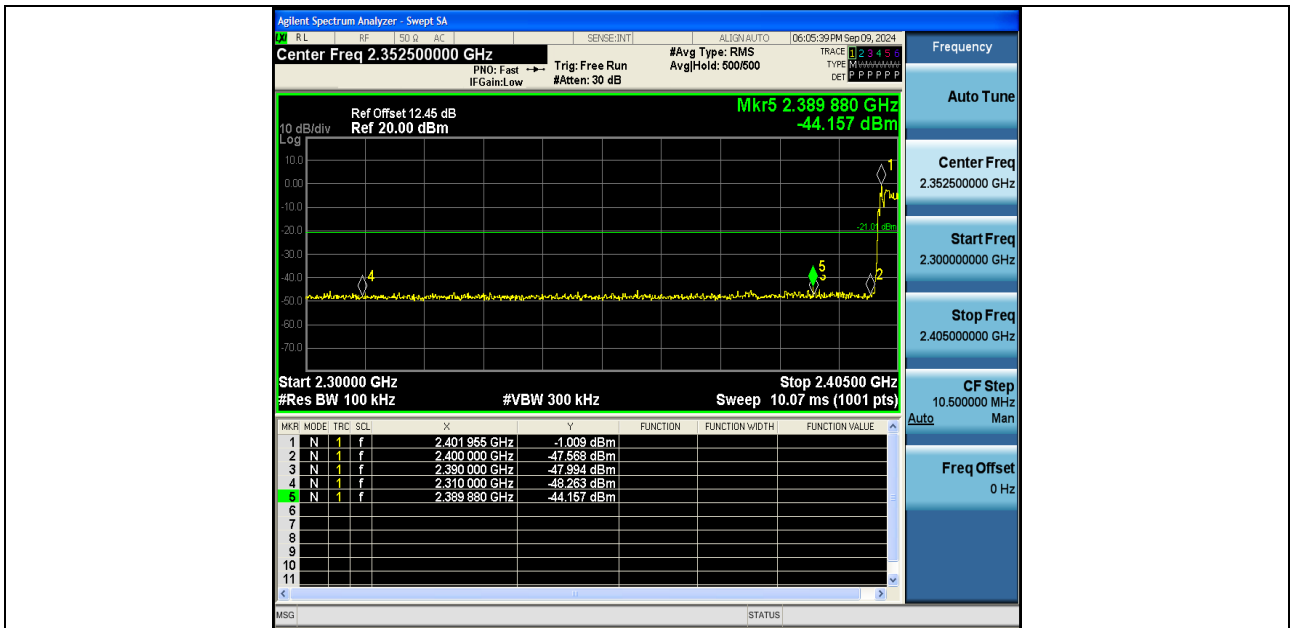 Agilent Spectrum Analyzer - Swept SA
RL RF 50 Ω AC SENSE:INT ALIGN AUTO 06:05:39 PM Sep 09, 2024
Center Freq 2.352500000 GHz
PNO: Fast
IFGain:Low
Trig: Free Run
#Atten: 30 dB
#Avg Type: RMS
Avg|Hold: 500/500
TRACE 1 2 3 4 5 6
TYPE M
DET P P P P P P
Ref Offset 12.45 dB
10 dB/div Ref 20.00 dBm
Log
Mkr5 2.389 880 GHz
-44.157 dBm
10.0
0.00
-10.0
-20.0
-30.0
-40.0
-50.0
-60.0
-70.0
-21.01 dBm
1
2
3
4
5
Start 2.30000 GHz Stop 2.40500 GHz
#Res BW 100 kHz #VBW 300 kHz Sweep 10.07 ms (1001 pts)
MKR MODE TRC SCL X Y FUNCTION FUNCTION WIDTH FUNCTION VALUE
1 N 1 f 2.401 955 GHz -1.009 dBm
2 N 1 f 2.400 000 GHz -47.568 dBm
3 N 1 f 2.390 000 GHz -47.994 dBm
4 N 1 f 2.310 000 GHz -48.263 dBm
5 N 1 f 2.389 880 GHz -44.157 dBm
6
7
8
9
10
11
MSG STATUS
Frequency
Auto Tune
Center Freq
2.352500000 GHz
Start Freq
2.300000000 GHz
Stop Freq
2.405000000 GHz
CF Step
10.500000 MHz
Auto Man
Freq Offset
0 Hz